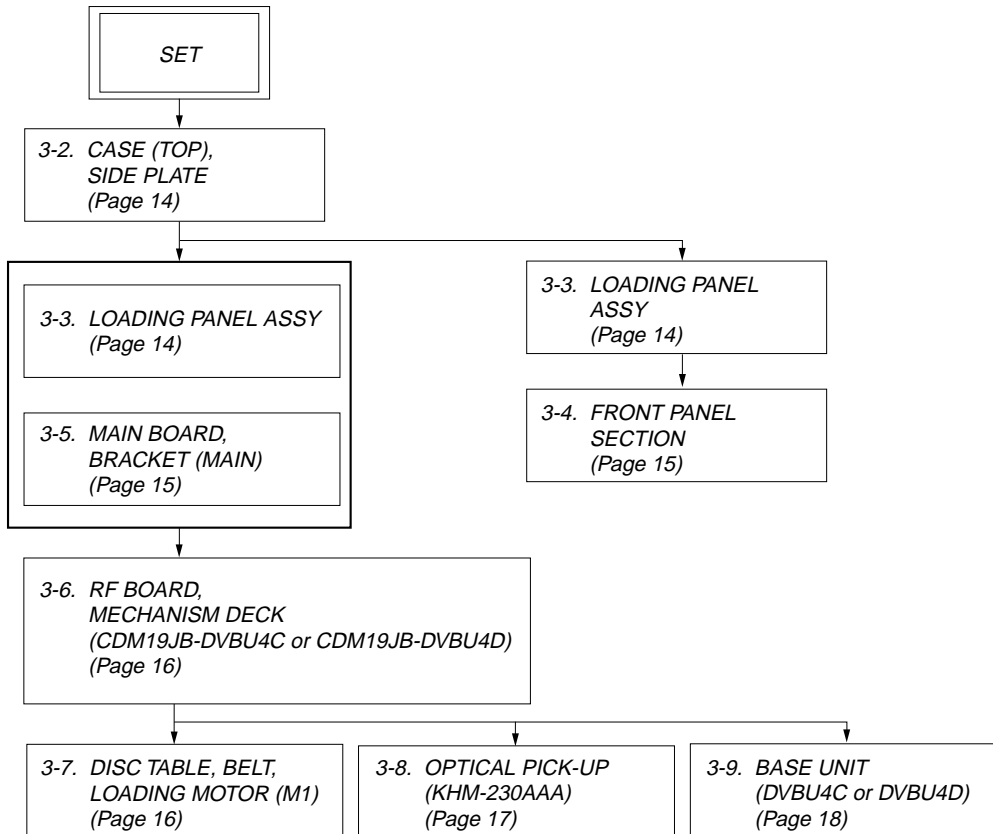 SET
3-2. CASE (TOP),
SIDE PLATE
(Page 14)
3-3. LOADING PANEL ASSY
(Page 14)
3-5. MAIN BOARD,
BRACKET (MAIN)
(Page 15)
3-3. LOADING PANEL
ASSY
(Page 14)
3-4. FRONT PANEL
SECTION
(Page 15)
3-6. RF BOARD,
MECHANISM DECK
(CDM19JB-DVBU4C or CDM19JB-DVBU4D)
(Page 16)
3-7. DISC TABLE, BELT,
LOADING MOTOR (M1)
(Page 16)
3-8. OPTICAL PICK-UP
(KHM-230AAA)
(Page 17)
3-9. BASE UNIT
(DVBU4C or DVBU4D)
(Page 18)